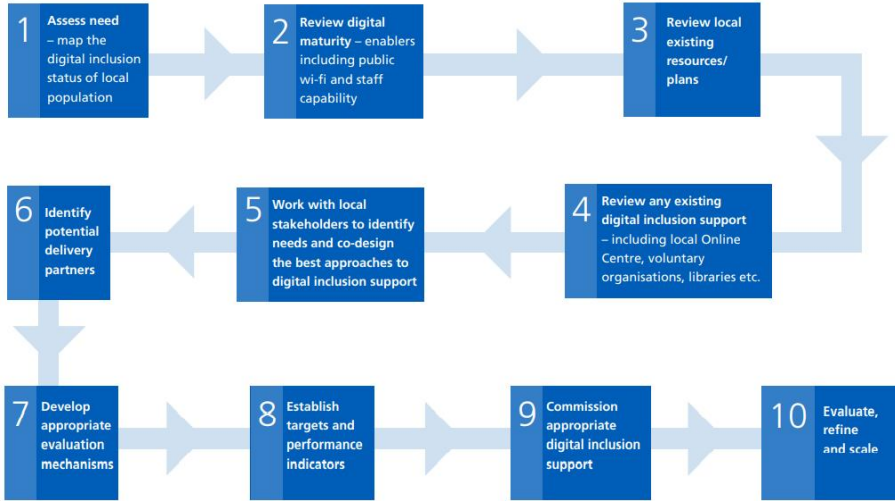 1
Assess need
– map the
digital inclusion
status of local
population
2
Review digital
maturity – enablers
including public
wi-fi and staff
capability
3
Review local
existing
resources/
plans
4
Review any existing
digital inclusion support
– including local Online
Centre, voluntary
organisations, libraries etc.
5
Work with local
stakeholders to identify
needs and co-design
the best approaches to
digital inclusion support
6
Identify
potential
delivery
partners
7
Develop
appropriate
evaluation
mechanisms
8
Establish
targets and
performance
indicators
9
Commission
appropriate
digital inclusion
support
10
Evaluate,
refine
and scale